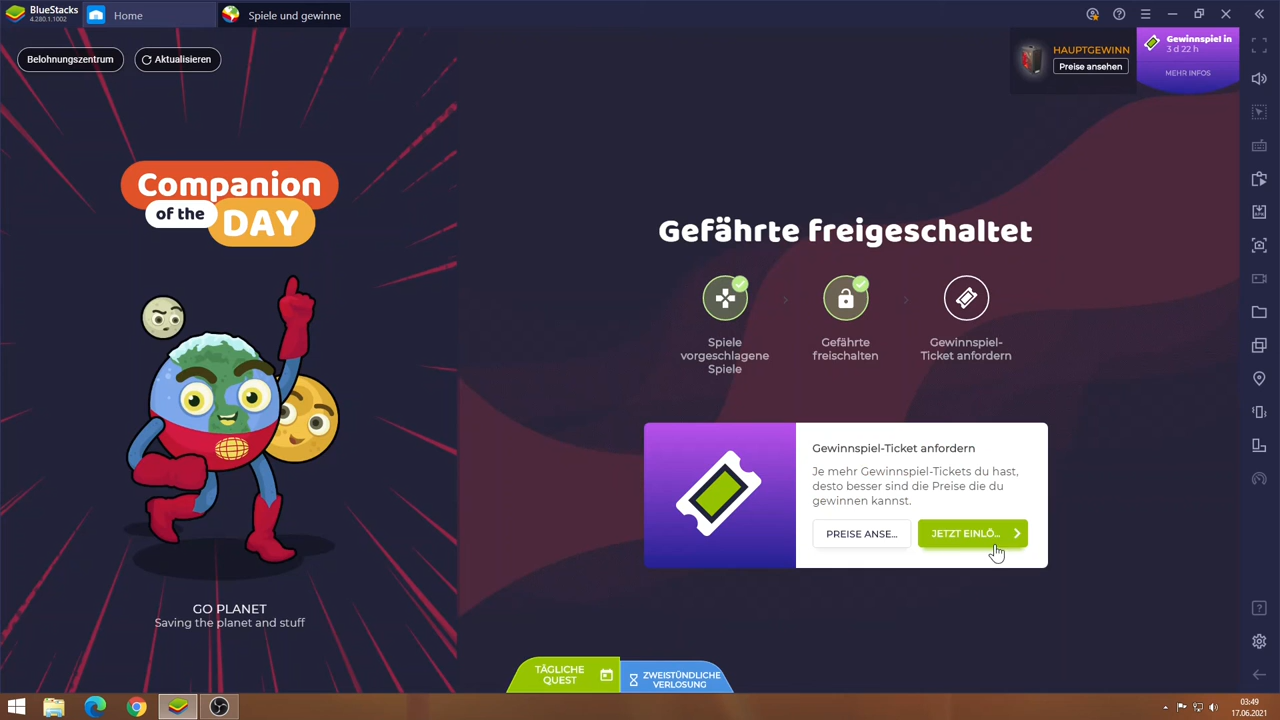 BlueStacks
4.280.1.1002
Home
Spiele und gewinne
Belohnungszentrum
Aktualisieren
HAUPTGEWINN
Preise ansehen
Gewinnspiel in
3 d 22 h
MEHR INFOS
Companion
of the
DAY
Gefährte freigeschaltet
Spiele
vorgeschlagene
Spiele
Gefährte
freischalten
Gewinnspiel-
Ticket anfordern
Gewinnspiel-Ticket anfordern
Je mehr Gewinnspiel-Tickets du hast,
desto besser sind die Preise die du
gewinnen kannst.
PREISE ANSE...
JETZT EINLÖ...
GO PLANET
Saving the planet and stuff
TÄGLICHE
QUEST
ZWEISTÜNDLICHE
VERLOSUNG
03:49
17.06.2021